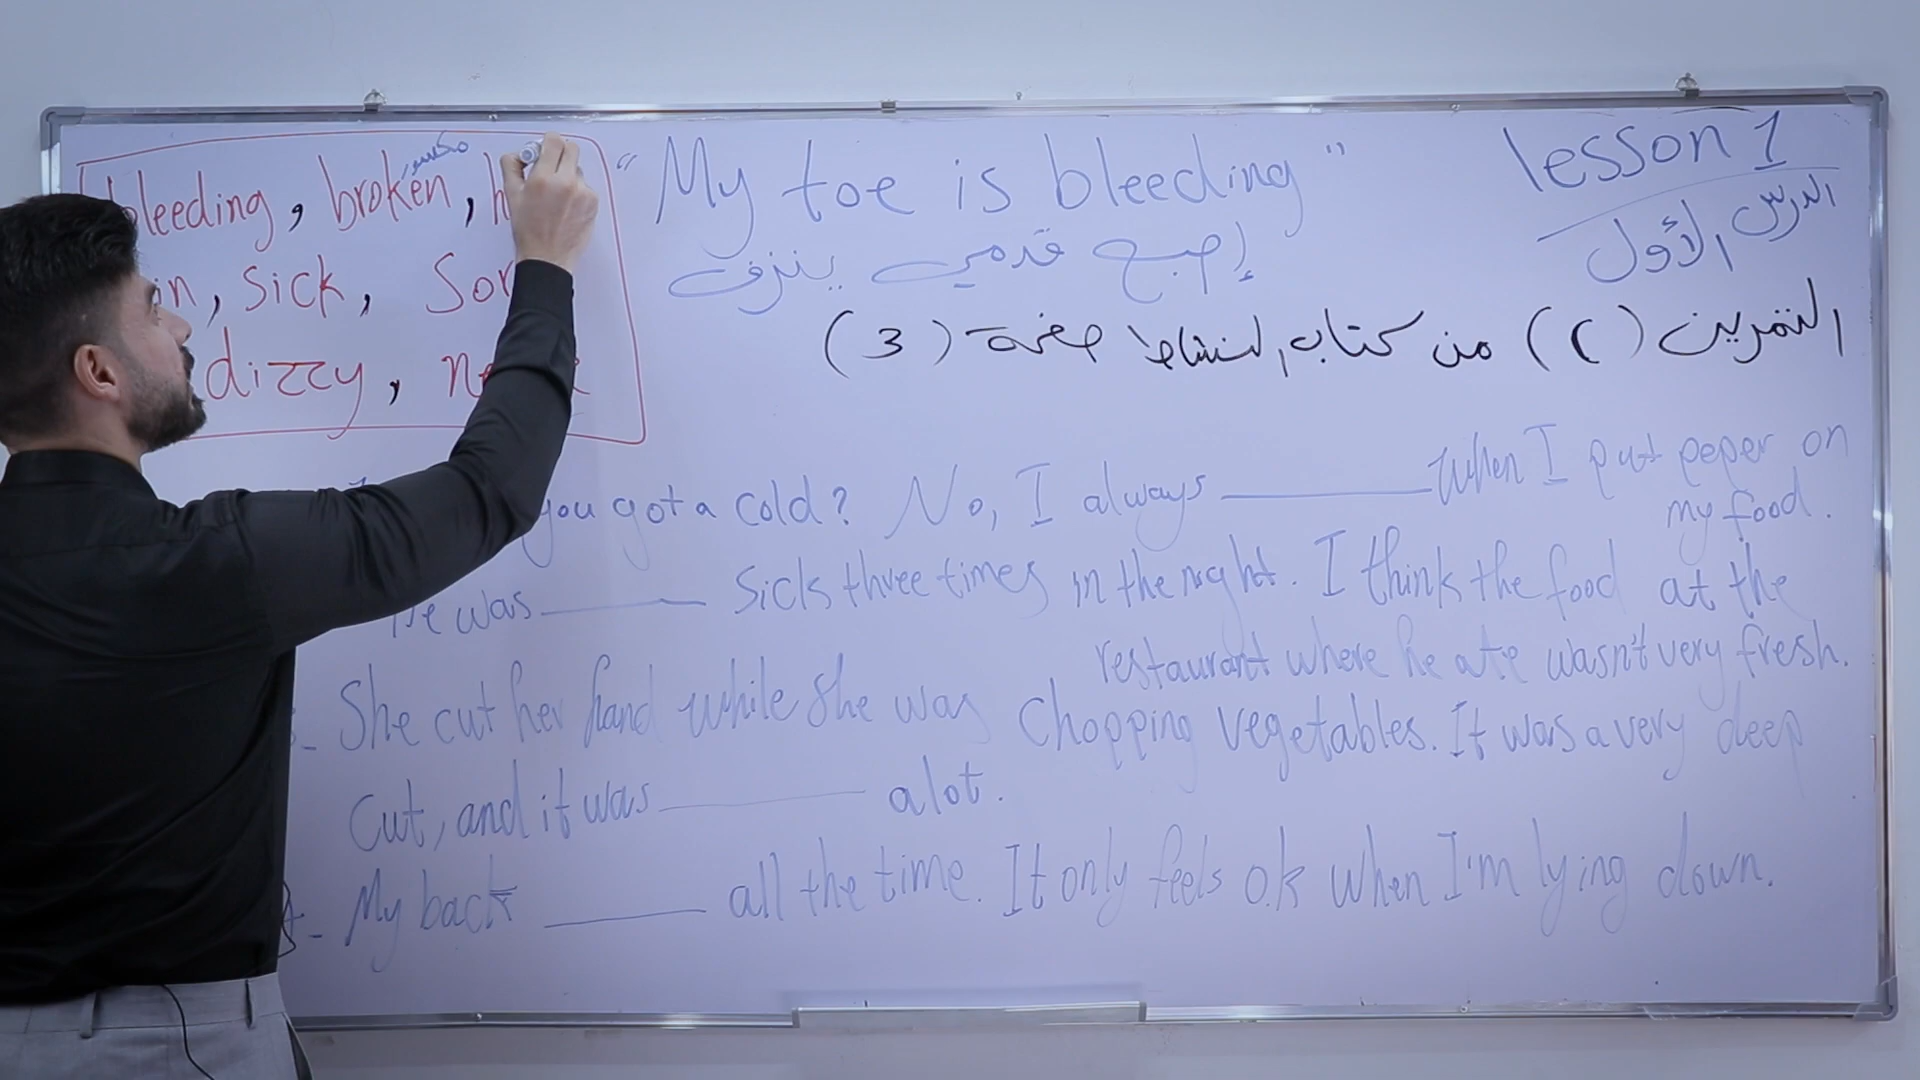 lesson 1
الدرس الأول
"My toe is bleeding"
إصبع قدمي ينزف
التمرين (2) من كتاب النشاط صفحة (3)
مكسور
bleeding, broken,
sick,
dizzy,
you got a cold? No, I always ______ when I put peper on
my food.
He was ______ sick three times in the night. I think the food at the
restaurant where he ate wasn't very fresh.
She cut her hand while she was chopping vegetables. It was a very deep
cut, and it was ______ alot.
My back ______ all the time. It only feels o.k when I'm lying down.